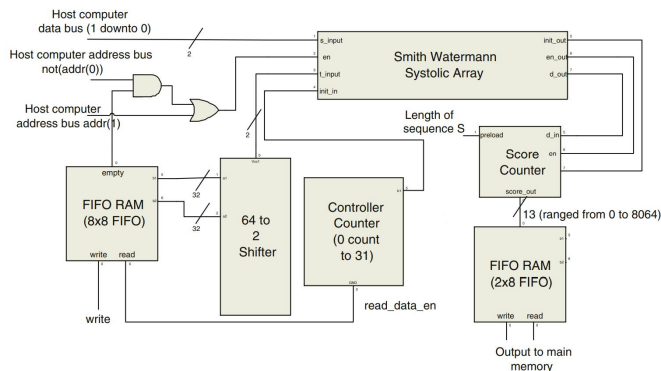 Host computer
data bus (1 downto 0)
2
Host computer address bus
not(addr(0))
Host computer
address bus addr(1)
s_input
en
t_input
init_in
Smith Watermann
Systolic Array
init_out
en_out
d_out
2
Length of
sequence S
preload
d_in
en
Score
Counter
score_out
13 (ranged from 0 to 8064)
empty
FIFO RAM
(8x8 FIFO)
write read
write
32
32
64 to
2
Shifter
Controller
Counter
(0 count
to 31)
read_data_en
FIFO RAM
(2x8 FIFO)
write read
Output to main
memory